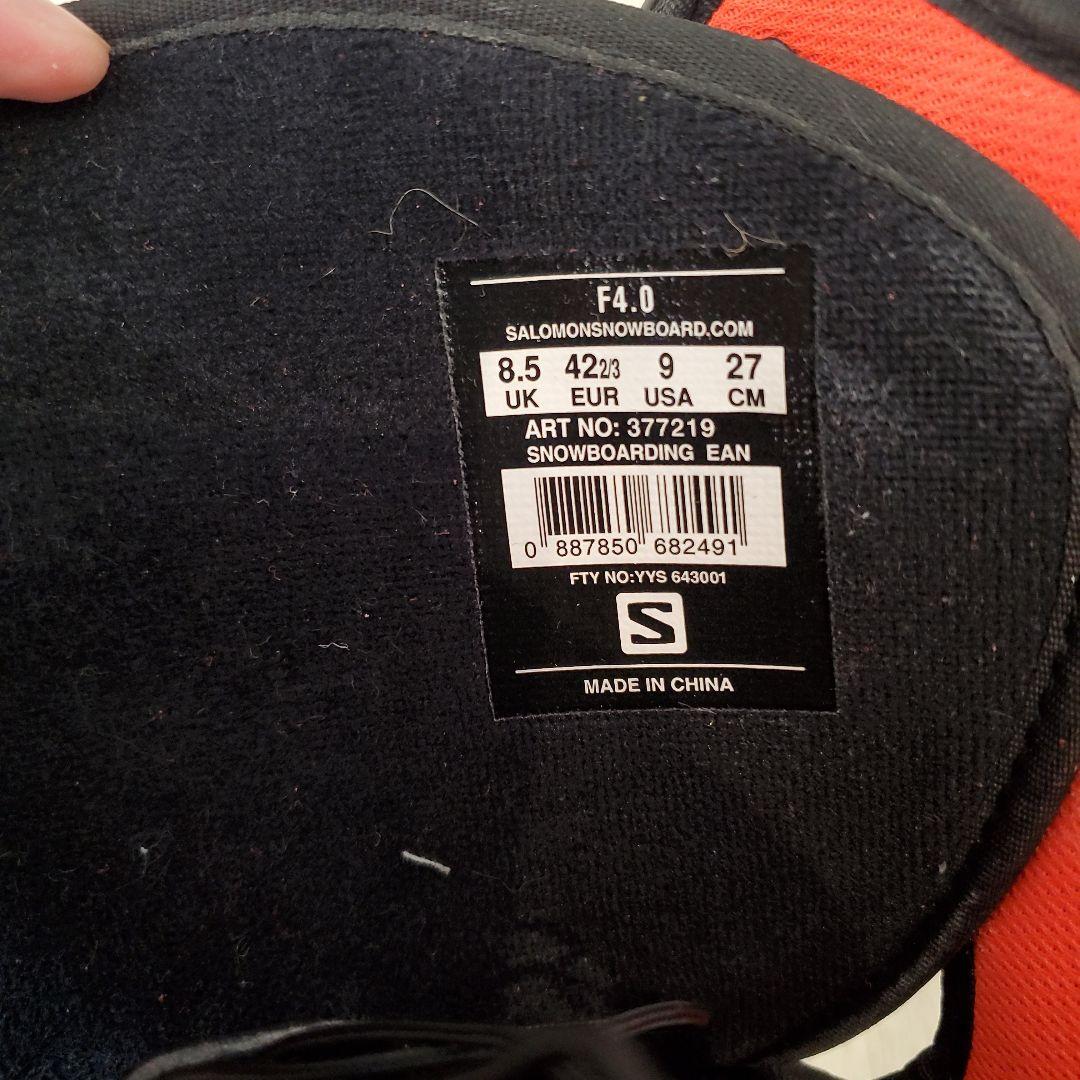 F4.0
SALOMONSNOWBOARD.COM
8.5 42 2/3 9 27
UK EUR USA CM
ART NO: 377219
SNOWBOARDING EAN
0 887850 682491
FTY NO:YYS 643001
S
MADE IN CHINA